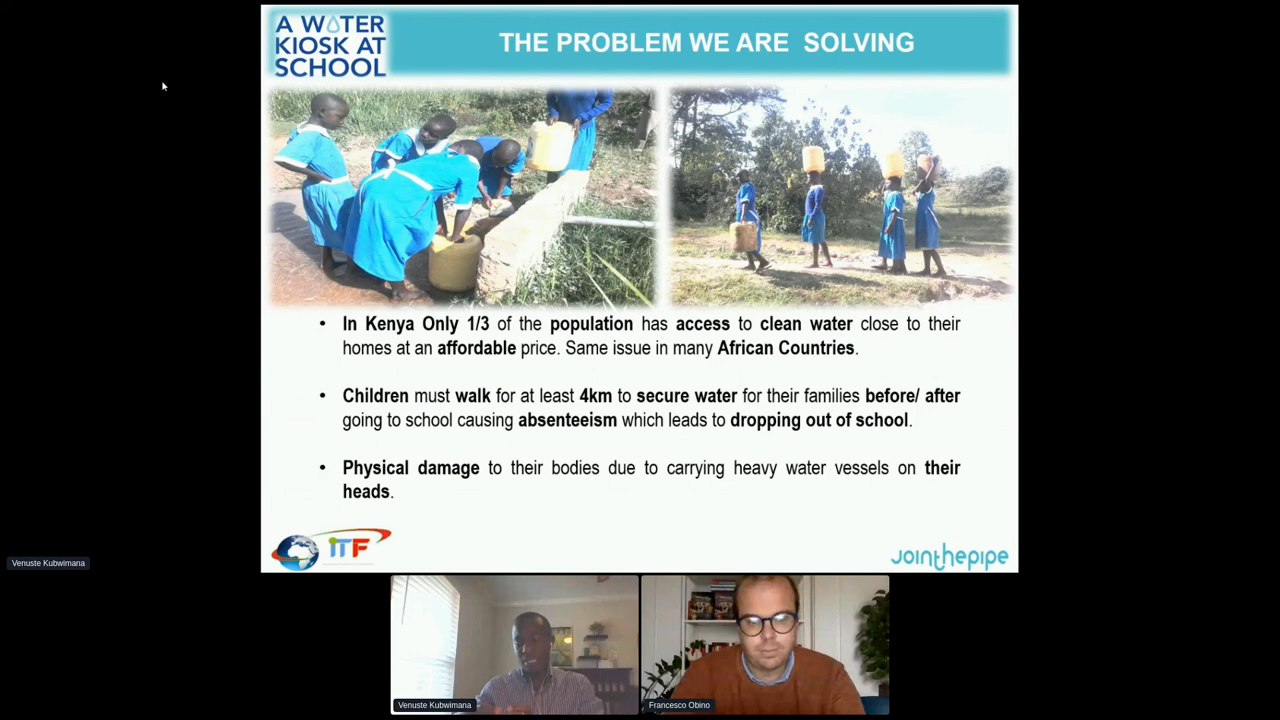 A WATER
KIOSK AT
SCHOOL
THE PROBLEM WE ARE SOLVING
• In Kenya Only 1/3 of the population has access to clean water close to their
homes at an affordable price. Same issue in many African Countries.
• Children must walk for at least 4km to secure water for their families before/ after
going to school causing absenteeism which leads to dropping out of school.
• Physical damage to their bodies due to carrying heavy water vessels on their
heads.
iTF
jointhepipe
Venuste Kubwimana
Venuste Kubwimana
Francesco Obino